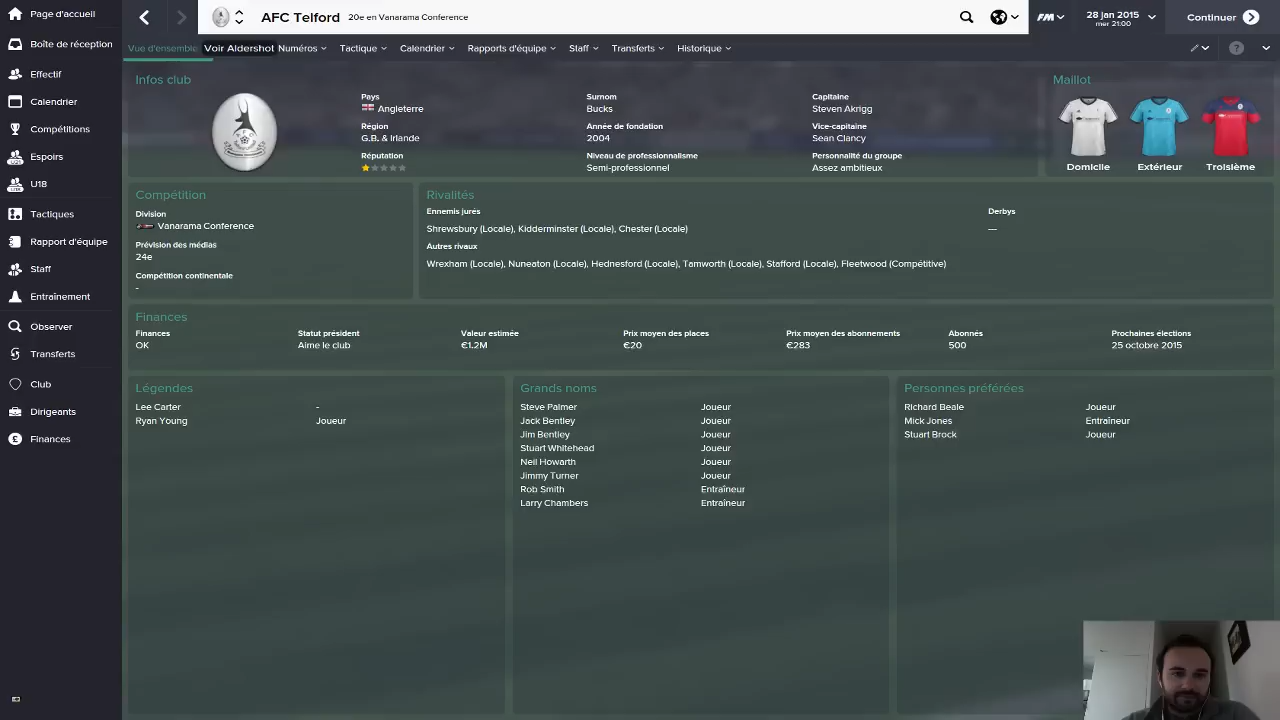 Page d'accueil
AFC Telford
20e en Vanarama Conference
FM
28 jan 2015
mer 21:00
Continuer
Boîte de réception
Effectif
Calendrier
Compétitions
Espoirs
U18
Tactiques
Rapport d'équipe
Staff
Entraînement
Observer
Transferts
Club
Dirigeants
Finances
Vue d'ensemble Voir Aldershot Numéros Tactique Calendrier Rapports d'équipe Staff Transferts Historique
?
Infos club
Pays
Angleterre
Région
G.B. & Irlande
Réputation
Surnom
Bucks
Année de fondation
2004
Niveau de professionnalisme
Semi-professionnel
Capitaine
Steven Akrigg
Vice-capitaine
Sean Clancy
Personnalité du groupe
Assez ambitieux
Maillot
Domicile Extérieur Troisième
Compétition
Division
Vanarama Conference
Prévision des médias
24e
Compétition continentale
-
Rivalités
Ennemis jurés
Shrewsbury (Locale), Kidderminster (Locale), Chester (Locale)
Autres rivaux
Wrexham (Locale), Nuneaton (Locale), Hednesford (Locale), Tamworth (Locale), Stafford (Locale), Fleetwood (Compétitive)
Derbys
---
Finances
Finances Statut président Valeur estimée Prix moyen des places Prix moyen des abonnements Abonnés Prochaines élections
OK Aime le club €1.2M €20 €283 500 25 octobre 2015
Légendes
Lee Carter -
Ryan Young Joueur
Grands noms
Steve Palmer Joueur
Jack Bentley Joueur
Jim Bentley Joueur
Stuart Whitehead Joueur
Neil Howarth Joueur
Jimmy Turner Joueur
Rob Smith Entraîneur
Larry Chambers Entraîneur
Personnes préférées
Richard Beale Joueur
Mick Jones Entraîneur
Stuart Brock Joueur